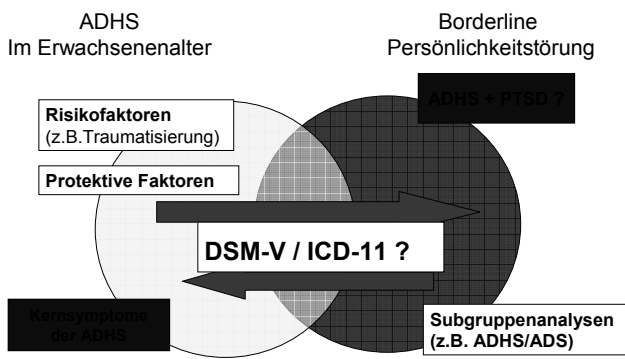 ADHS
Im Erwachsenenalter
Borderline
Persönlichkeitstörung
ADHS + PTSD ?
Risikofaktoren
(z.B.Traumatisierung)
Protektive Faktoren
DSM-V / ICD-11 ?
Kernsymptome
der ADHS
Subgruppenanalysen
(z.B. ADHS/ADS)